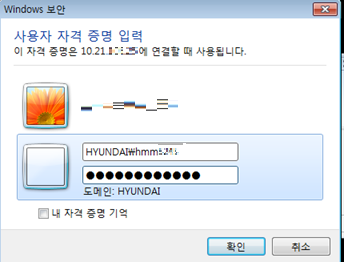 Windows 보안
사용자 자격 증명 입력
이 자격 증명은 10.21.에 연결할 때 사용됩니다.
HYUNDAI\hmm
●●●●●●●●●●●●
도메인: HYUNDAI
내 자격 증명 기억
확인
취소